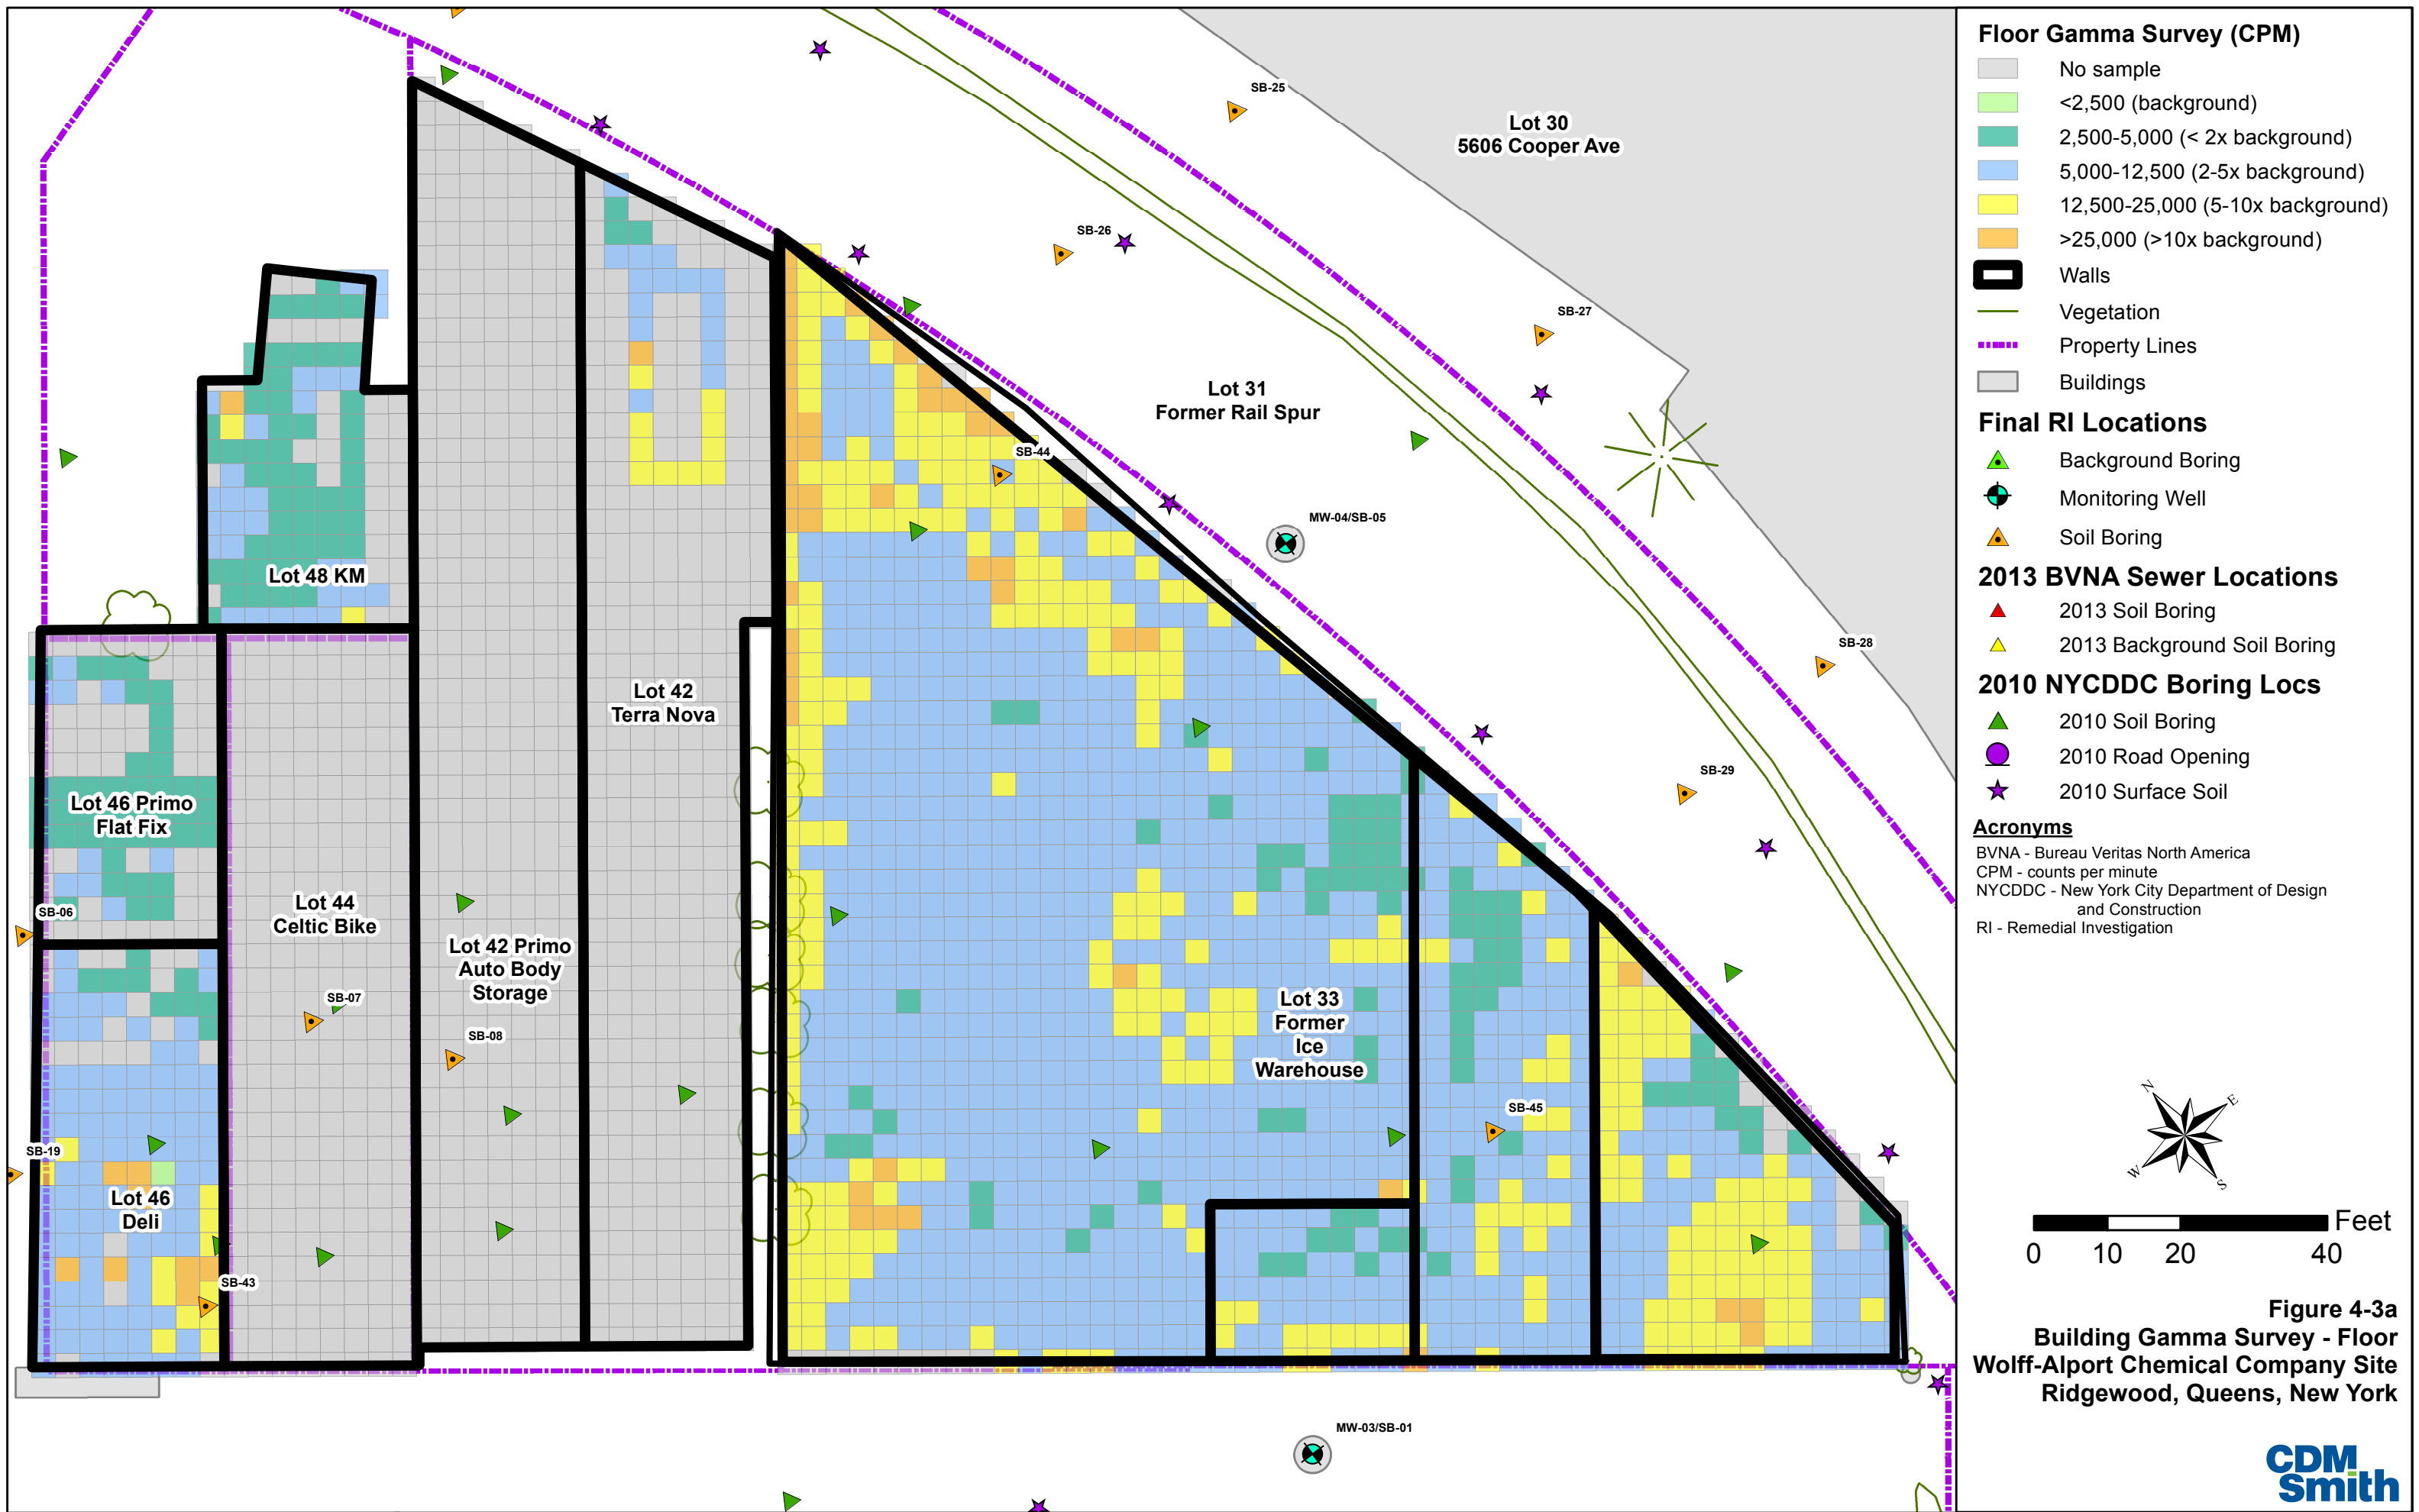 SB-25
Lot 30
5606 Cooper Ave
SB-26
SB-27
Lot 31
Former Rail Spur
SB-44
MW-04/SB-05
Lot 48 KM
SB-28
Lot 42
Terra Nova
SB-29
Lot 46 Primo
Flat Fix
Lot 44
Celtic Bike
SB-06
Lot 42 Primo
Auto Body
Storage
SB-07
SB-08
Lot 33
Former
Ice
Warehouse
SB-45
SB-19
Lot 46
Deli
SB-43
MW-03/SB-01
Floor Gamma Survey (CPM)
No sample
<2,500 (background)
2,500-5,000 (< 2x background)
5,000-12,500 (2-5x background)
12,500-25,000 (5-10x background)
>25,000 (>10x background)
Walls
Vegetation
Property Lines
Buildings
Final RI Locations
Background Boring
Monitoring Well
Soil Boring
2013 BVNA Sewer Locations
2013 Soil Boring
2013 Background Soil Boring
2010 NYCDDC Boring Locs
2010 Soil Boring
2010 Road Opening
2010 Surface Soil
Acronyms
BVNA - Bureau Veritas North America
CPM - counts per minute
NYCDDC - New York City Department of Design
and Construction
RI - Remedial Investigation
N
E
W
S
Feet
0 10 20 40
Figure 4-3a
Building Gamma Survey - Floor
Wolff-Alport Chemical Company Site
Ridgewood, Queens, New York
CDM
Smith